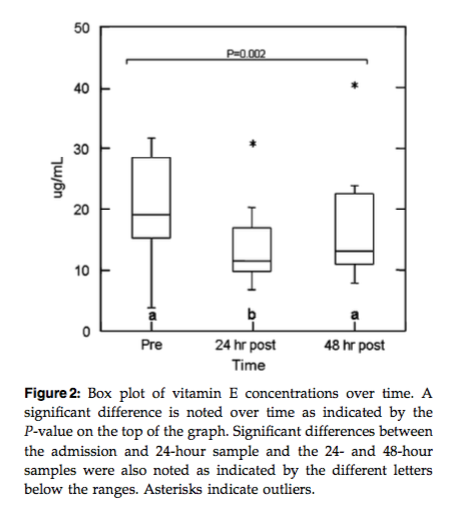 50
P=0.002
40
*
30
*
ug/mL
20
10
a
b
a
0
Pre
24 hr post
48 hr post
Time
Figure 2: Box plot of vitamin E concentrations over time. A
significant difference is noted over time as indicated by the
P-value on the top of the graph. Significant differences between
the admission and 24-hour sample and the 24- and 48-hour
samples were also noted as indicated by the different letters
below the ranges. Asterisks indicate outliers.